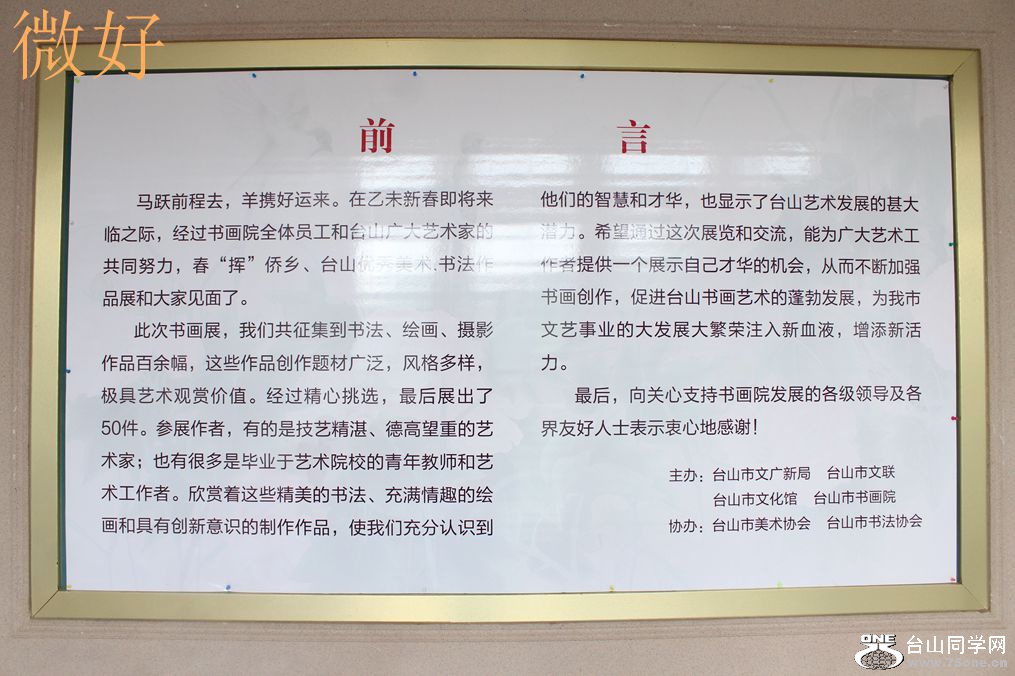 微好
前言
马跃前程去，羊携好运来。在乙未新春即将来
临之际，经过书画院全体员工和台山广大艺术家的
共同努力，春“挥”侨乡、台山优秀美术.书法作
品展和大家见面了。
此次书画展，我们共征集到书法、绘画、摄影
作品百余幅，这些作品创作题材广泛，风格多样，
极具艺术观赏价值。经过精心挑选，最后展出了
50件。参展作者，有的是技艺精湛、德高望重的艺
术家；也有很多是毕业于艺术院校的青年教师和艺
术工作者。欣赏着这些精美的书法、充满情趣的绘
画和具有创新意识的制作作品，使我们充分认识到
他们的智慧和才华，也显示了台山艺术发展的甚大
潜力。希望通过这次展览和交流，能为广大艺术工
作者提供一个展示自己才华的机会，从而不断加强
书画创作，促进台山书画艺术的蓬勃发展，为我市
文艺事业的大发展大繁荣注入新血液，增添新活
力。
最后，向关心支持书画院发展的各级领导及各
界友好人士表示衷心地感谢！
主办：台山市文广新局 台山市文联
台山市文化馆 台山市书画院
协办：台山市美术协会 台山市书法协会
ONE 台山同学网
www.75one.cn